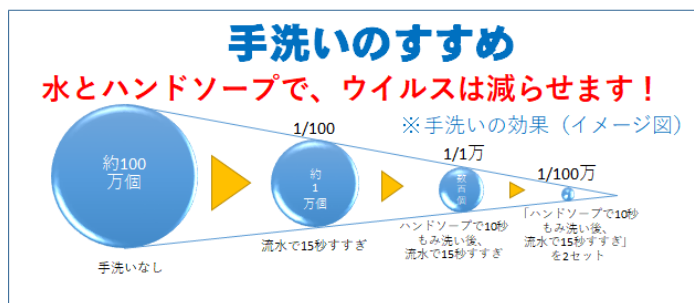 手洗いのすすめ
水とハンドソープで、ウイルスは減らせます！
※手洗いの効果（イメージ図）
約100
万個
手洗いなし
1/100
約
1
万個
流水で15秒すすぎ
1/1万
数百個
ハンドソープで10秒
もみ洗い後、
流水で15秒すすぎ
1/100万
「ハンドソープで10秒
もみ洗い後、
流水で15秒すすぎ」
を2セット